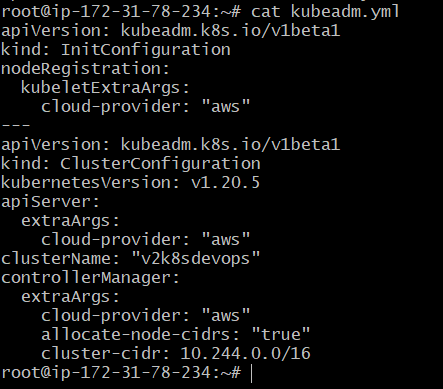 root@ip-172-31-78-234:~# cat kubeadm.yml
apiVersion: kubeadm.k8s.io/v1beta1
kind: InitConfiguration
nodeRegistration:
  kubeletExtraArgs:
    cloud-provider: "aws"
---
apiVersion: kubeadm.k8s.io/v1beta1
kind: ClusterConfiguration
kubernetesVersion: v1.20.5
apiServer:
  extraArgs:
    cloud-provider: "aws"
clusterName: "v2k8sdevops"
controllerManager:
  extraArgs:
    cloud-provider: "aws"
    allocate-node-cidrs: "true"
    cluster-cidr: 10.244.0.0/16
root@ip-172-31-78-234:~#